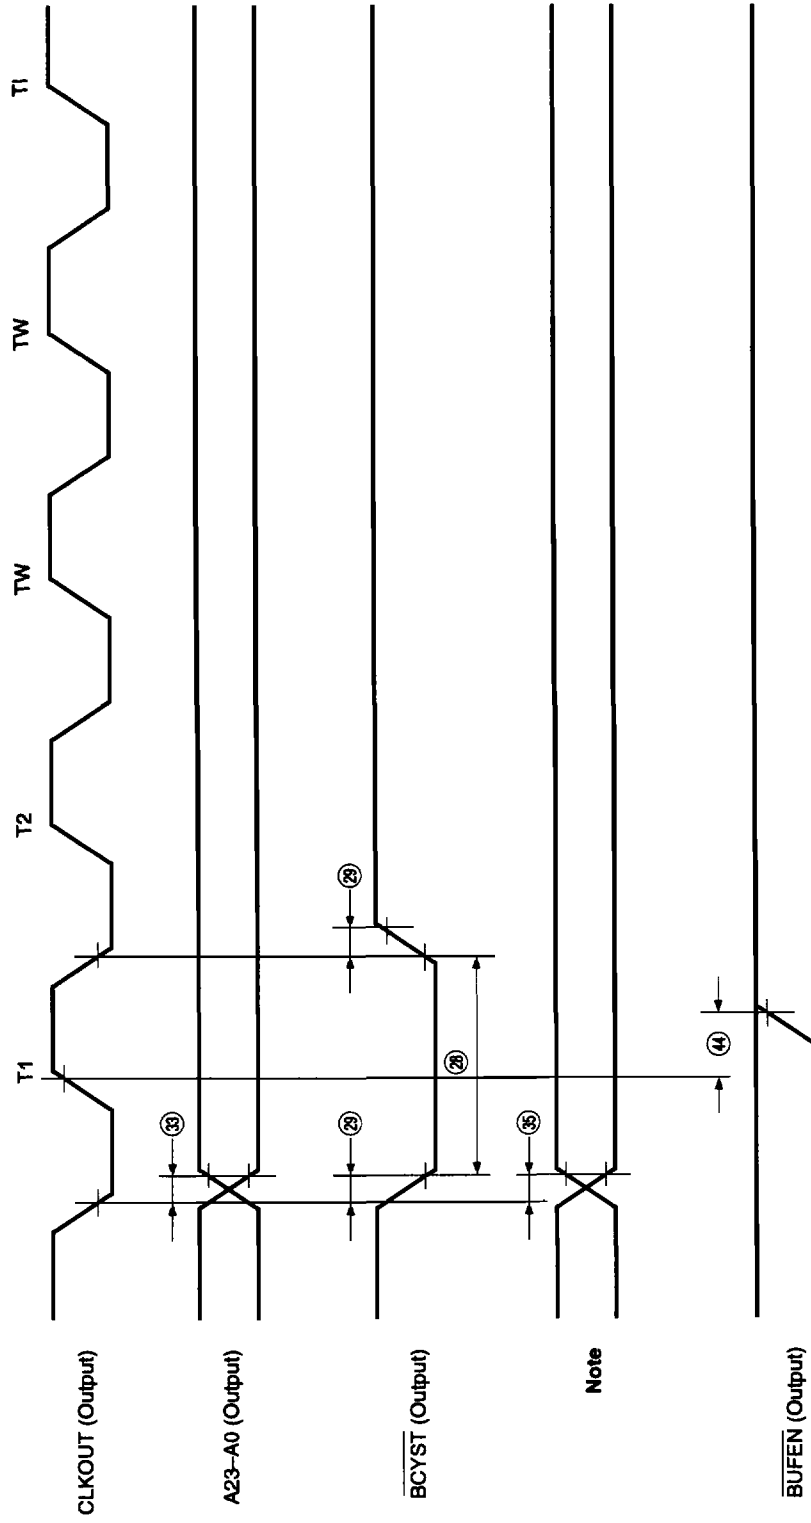 T1 T2 TW TW TI
CLKOUT (Output)
33
A23–A0 (Output)
29 29
BCYST (Output)
28
35
Note
44
BUFEN (Output)